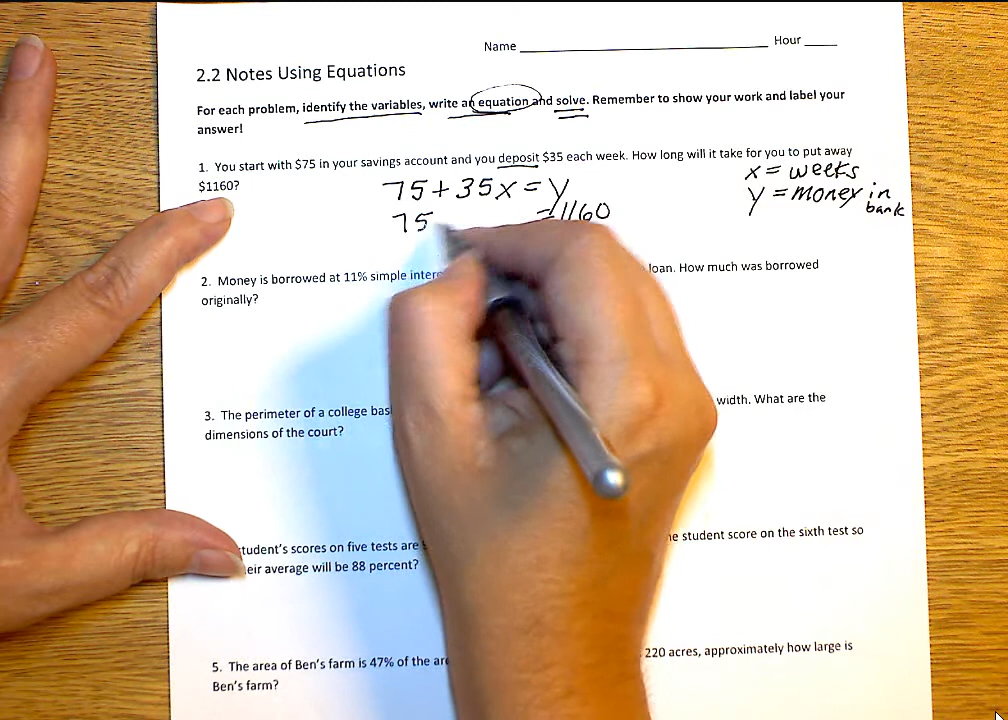 Name Hour
2.2 Notes Using Equations
For each problem, identify the variables, write an equation and solve. Remember to show your work and label your
answer!
1. You start with $75 in your savings account and you deposit $35 each week. How long will it take for you to put away
$1160?
75 + 35x = y
x = weeks
y = money in
bank
75 = 1160
2. Money is borrowed at 11% simple loan. How much was borrowed
originally?
3. The perimeter of a college width. What are the
dimensions of the court?
student's scores on five tests are student score on the sixth test so
average will be 88 percent?
5. The area of Ben's farm is 47% of the 220 acres, approximately how large is
Ben's farm?